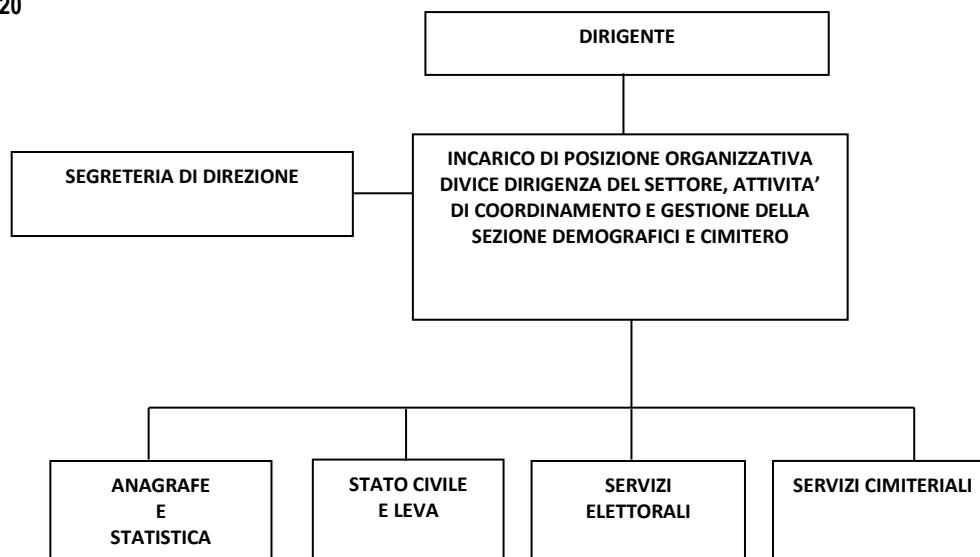 20
DIRIGENTE
SEGRETERIA DI DIREZIONE
INCARICO DI POSIZIONE ORGANIZZATIVA
DIVICE DIRIGENZA DEL SETTORE, ATTIVITA’
DI COORDINAMENTO E GESTIONE DELLA
SEZIONE DEMOGRAFICI E CIMITERO
ANAGRAFE
E
STATISTICA
STATO CIVILE
E LEVA
SERVIZI
ELETTORALI
SERVIZI CIMITERIALI